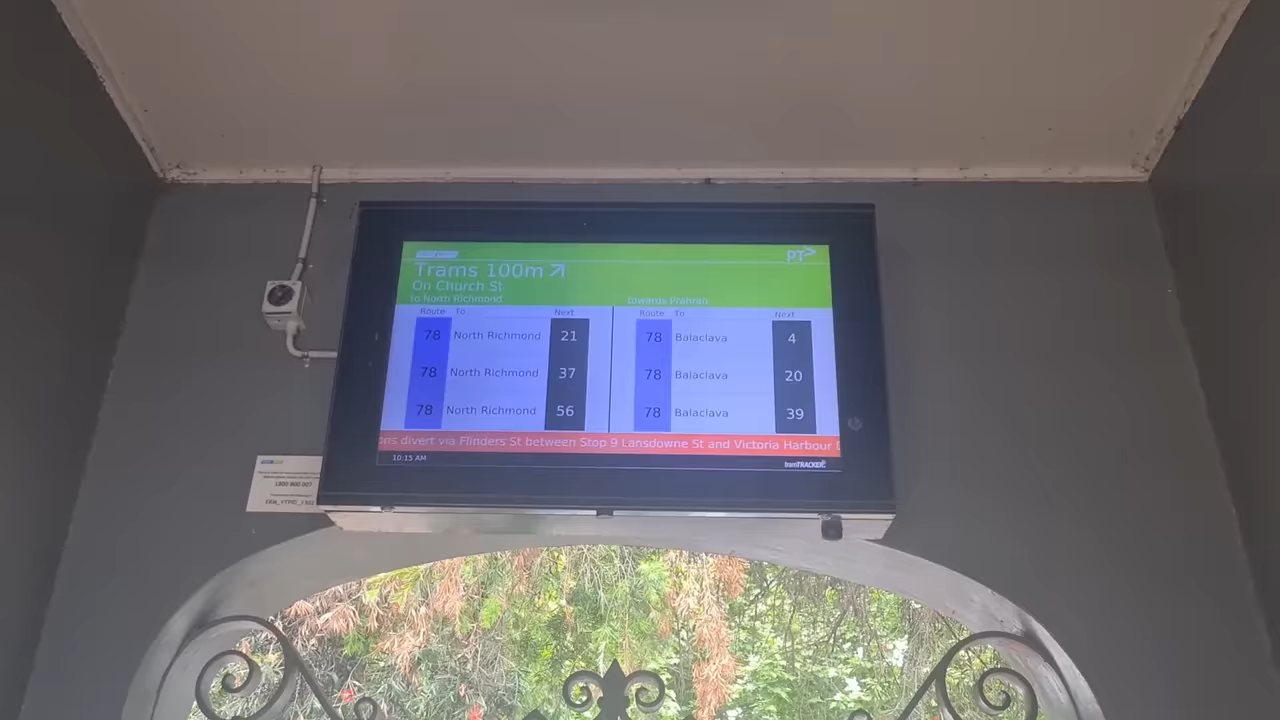 PT>
Trams 100m ↗
On Church St
to North Richmond
towards Prahran
Route To Next
78 North Richmond 21
78 North Richmond 37
78 North Richmond 56
Route To Next
78 Balaclava 4
78 Balaclava 20
78 Balaclava 39
divert via Flinders St between Stop 9 Lansdowne St and Victoria Harbour
10:15 AM
tramTRACKER
1800 800 007